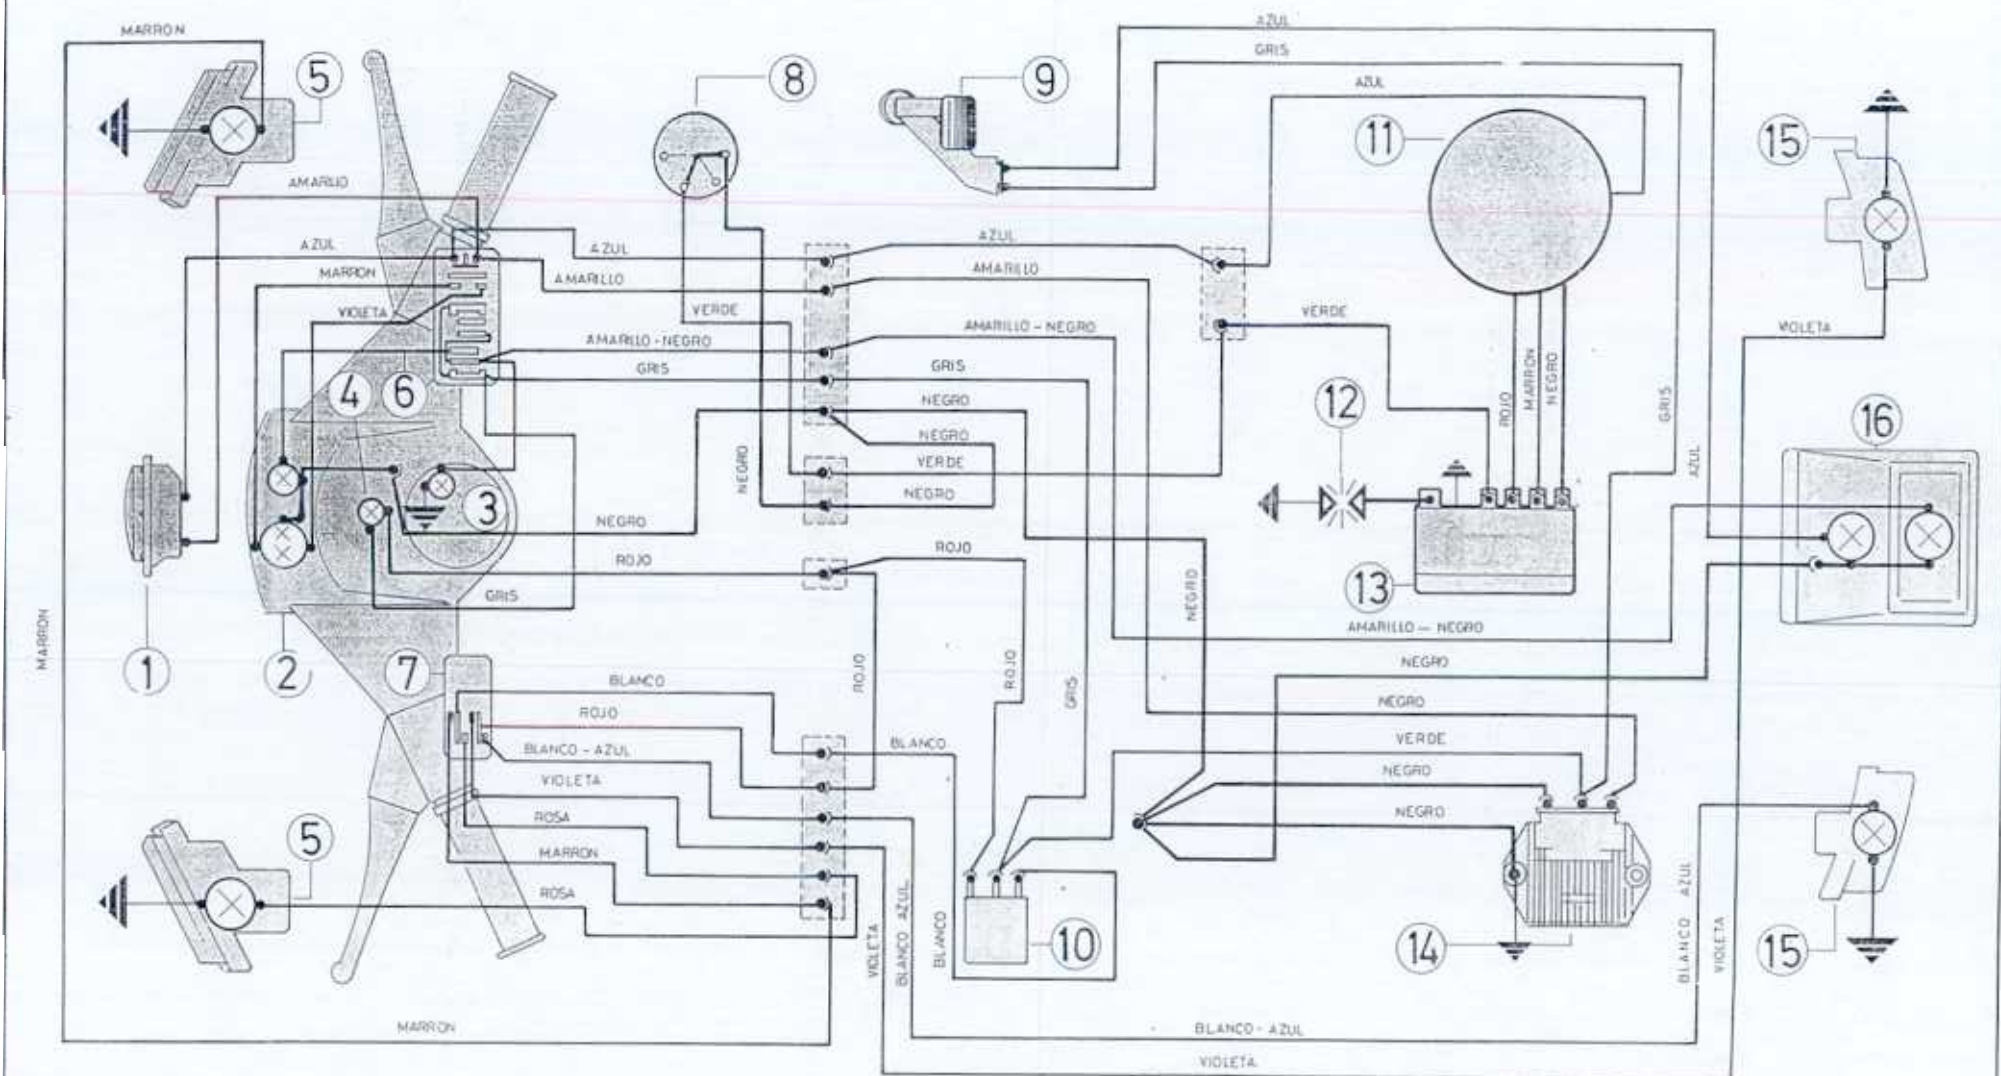 AZUL
MARRON
GRIS
5
8
9
AZUL
11
15
AMARILLO
AZUL
AZUL
AZUL
MARRON
AMARILLO
AMARILLO
VIOLETA
VERDE
VERDE
AMARILLO - NEGRO
VIOLETA
AMARILLO - NEGRO
GRIS
GRIS
4
6
NEGRO
12
ROJO
MARRON
NEGRO
GRIS
16
NEGRO
VERDE
AZUL
NEGRO
NEGRO
3
NEGRO
ROJO
ROJO
13
NEGRO
GRIS
AMARILLO — NEGRO
MARRON
1
2
7
NEGRO
BLANCO
ROJO
ROJO
GRIS
NEGRO
ROJO
BLANCO - AZUL
BLANCO
VERDE
VIOLETA
NEGRO
ROSA
NEGRO
5
MARRON
ROSA
VIOLETA
BLANCO AZUL
BLANCO
10
14
BLANCO AZUL
VIOLETA
15
MARRON
BLANCO - AZUL
VIOLETA